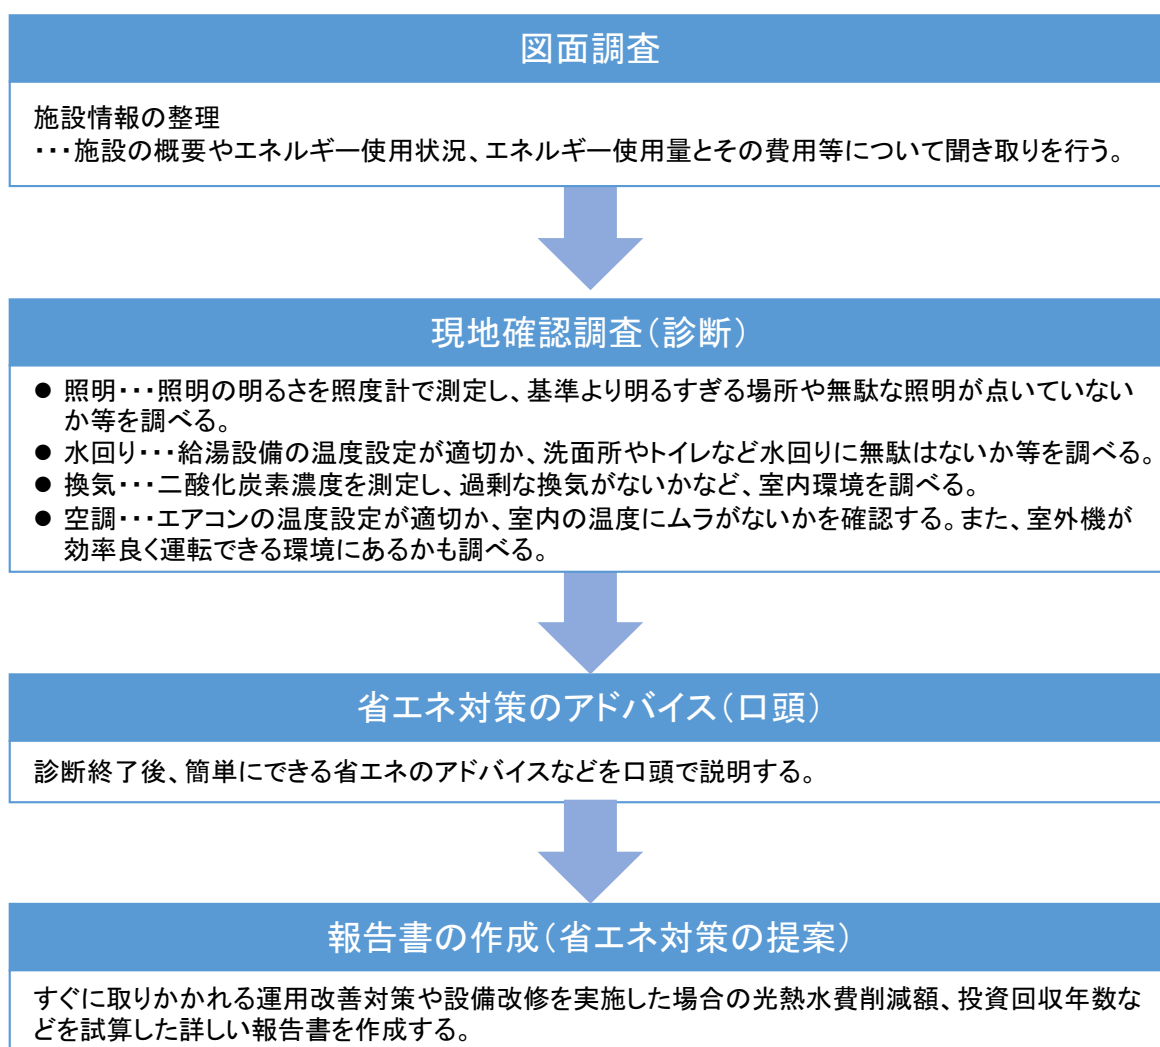 図面調査
施設情報の整理
・・・施設の概要やエネルギー使用状況、エネルギー使用量とその費用等について聞き取りを行う。
現地確認調査(診断)
● 照明・・・照明の明るさを照度計で測定し、基準より明るすぎる場所や無駄な照明が点いていない
か等を調べる。
● 水回り・・・給湯設備の温度設定が適切か、洗面所やトイレなど水回りに無駄はないか等を調べる。
● 換気・・・二酸化炭素濃度を測定し、過剰な換気がないかなど、室内環境を調べる。
● 空調・・・エアコンの温度設定が適切か、室内の温度にムラがないかを確認する。また、室外機が
効率良く運転できる環境にあるかも調べる。
省エネ対策のアドバイス(口頭)
診断終了後、簡単にできる省エネのアドバイスなどを口頭で説明する。
報告書の作成(省エネ対策の提案)
すぐに取りかかれる運用改善対策や設備改修を実施した場合の光熱水費削減額、投資回収年数な
どを試算した詳しい報告書を作成する。